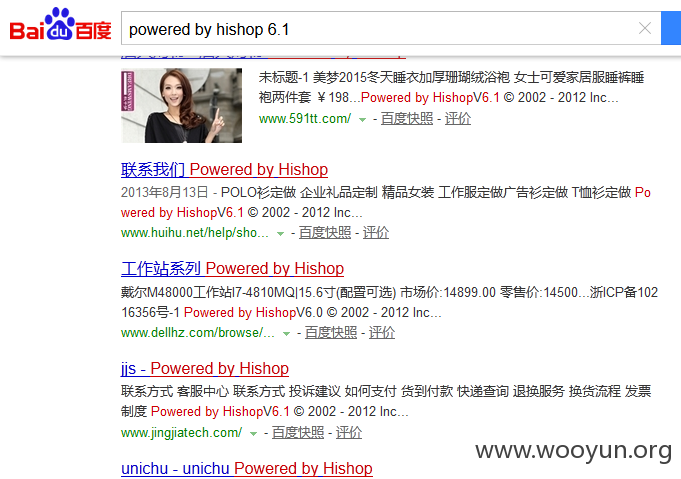 Bai du 百度
powered by hishop 6.1
未标题-1 美梦2015冬天睡衣加厚珊瑚绒浴袍 女士可爱家居服睡裤睡
袍两件套 ￥198...Powered by HishopV6.1 © 2002 - 2012 Inc...
www.591tt.com/ - 百度快照 - 评价
联系我们 Powered by Hishop
2013年8月13日 - POLO衫定做 企业礼品定制 精品女装 工作服定做广告衫定做 T恤衫定做 Po
wered by HishopV6.1 © 2002 - 2012 Inc...
www.huihu.net/help/sho... - 百度快照 - 评价
工作站系列 Powered by Hishop
戴尔M48000工作站I7-4810MQ|15.6寸(配置可选) 市场价:14899.00 零售价:14500...浙ICP备102
16356号-1 Powered by HishopV6.0 © 2002 - 2012 Inc...
www.dellhz.com/browse/... - 百度快照 - 评价
jjs - Powered by Hishop
联系方式 客服中心 联系方式 投诉建议 如何支付 货到付款 快递查询 退换服务 换货流程 发票
制度 Powered by HishopV6.1 © 2002 - 2012 Inc...
www.jingjiatech.com/ - 百度快照 - 评价
www.wooyun.org
unichu - unichu Powered by Hishop